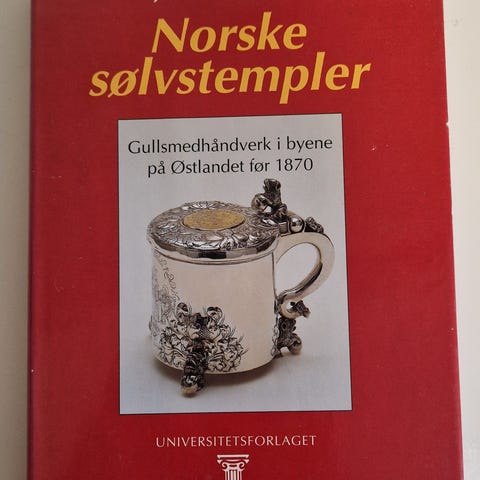 Norske
sølvstempler
Gullsmedhåndverk i byene
på Østlandet før 1870
UNIVERSITETSFORLAGET